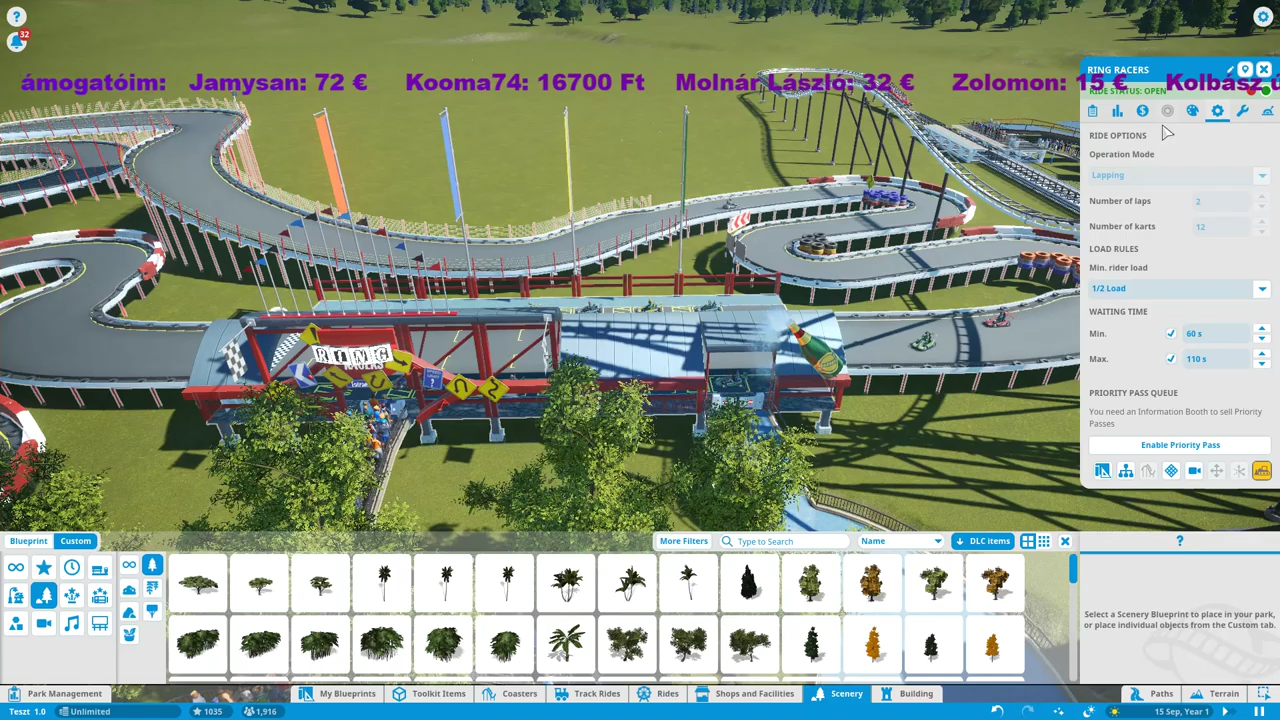 ?
32
RING RACERS
ámogatóim: Jamysan: 72 € Kooma74: 16700 Ft Molnár László: 32 € Zolomon: 15 € Kolbász
RIDE STATUS: OPEN
RIDE OPTIONS
Operation Mode
Lapping
Number of laps 2
Number of karts 12
LOAD RULES
Min. rider load
1/2 Load
WAITING TIME
Min. 60 s
Max. 110 s
PRIORITY PASS QUEUE
You need an Information Booth to sell Priority
Passes
Enable Priority Pass
RING
RACERS
Blueprint Custom More Filters Type to Search Name DLC items
?
Select a Scenery Blueprint to place in your park,
or place individual objects from the Custom tab.
Park Management My Blueprints Toolkit Items Coasters Track Rides Rides Shops and Facilities Scenery Building Paths Terrain
Teszt 1.0 Unlimited 1035 1,916 15 Sep, Year 1